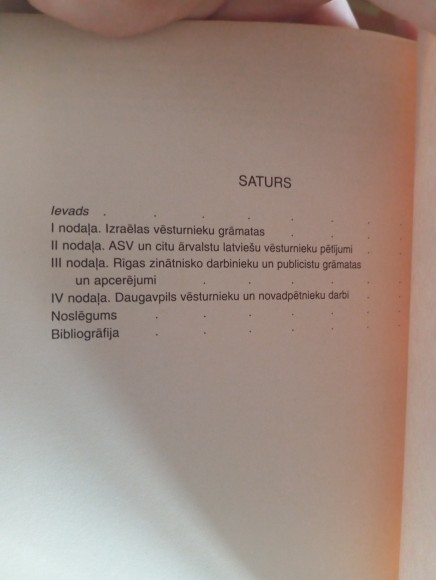 SATURS
Ievads . . . . . . .
I nodaļa. Izraēlas vēsturnieku grāmatas . . .
II nodaļa. ASV un citu ārvalstu latviešu vēsturnieku pētījumi .
III nodaļa. Rīgas zinātnisko darbinieku un publicistu grāmatas
un apcerējumi . . . . .
IV nodaļa. Daugavpils vēsturnieku un novadpētnieku darbi .
Noslēgums . . . . . .
Bibliogrāfija . . . . . .